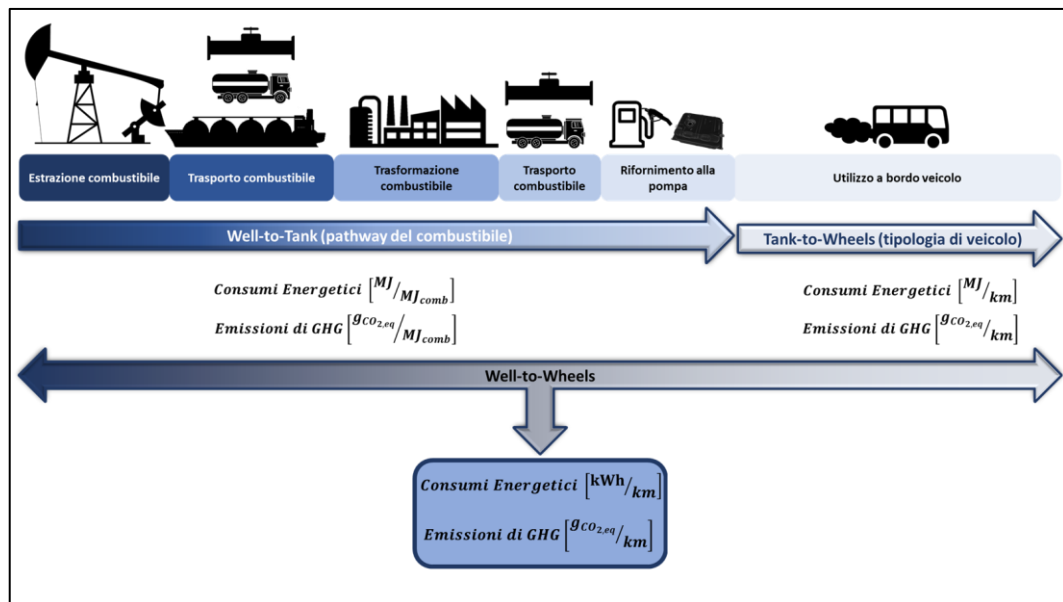 Estrazione combustibile
Trasporto combustibile
Trasformazione
combustibile
Trasporto
combustibile
Rifornimento alla
pompa
Utilizzo a bordo veicolo
Well-to-Tank (pathway del combustibile)
Tank-to-Wheels (tipologia di veicolo)
Consumi Energetici [MJ/MJcomb]
Consumi Energetici [MJ/km]
Emissioni di GHG [gCO2,eq/MJcomb]
Emissioni di GHG [gCO2,eq/km]
Well-to-Wheels
Consumi Energetici [kWh/km]
Emissioni di GHG [gCO2,eq/km]